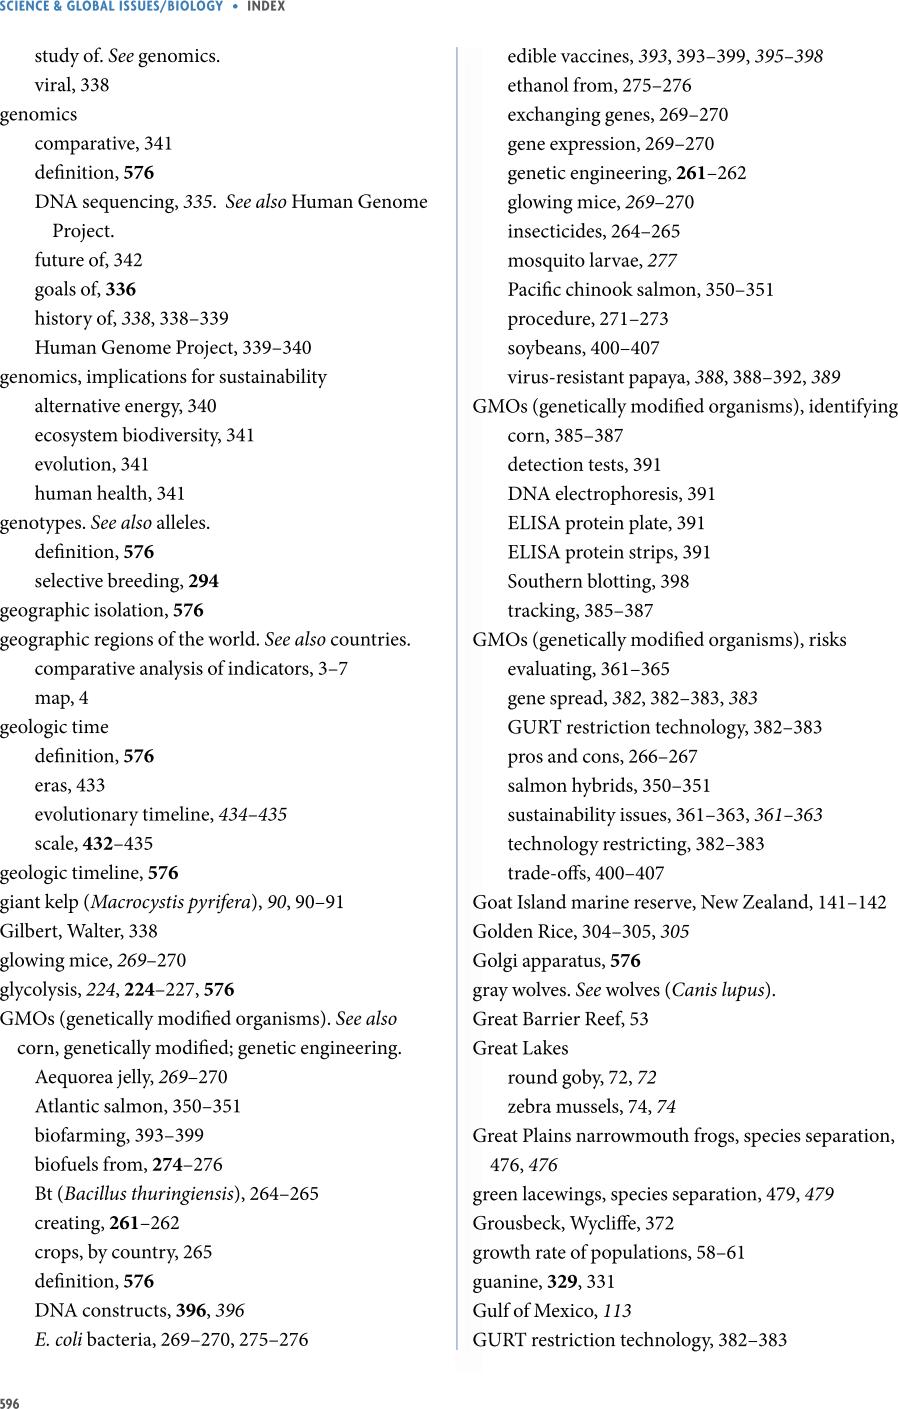 SCIENCE & GLOBAL ISSUES/BIOLOGY • INDEX
study of. See genomics.
viral, 338
genomics
comparative, 341
definition, 576
DNA sequencing, 335. See also Human Genome
Project.
future of, 342
goals of, 336
history of, 338, 338–339
Human Genome Project, 339–340
genomics, implications for sustainability
alternative energy, 340
ecosystem biodiversity, 341
evolution, 341
human health, 341
genotypes. See also alleles.
definition, 576
selective breeding, 294
geographic isolation, 576
geographic regions of the world. See also countries.
comparative analysis of indicators, 3–7
map, 4
geologic time
definition, 576
eras, 433
evolutionary timeline, 434–435
scale, 432–435
geologic timeline, 576
giant kelp (Macrocystis pyrifera), 90, 90–91
Gilbert, Walter, 338
glowing mice, 269–270
glycolysis, 224, 224–227, 576
GMOs (genetically modified organisms). See also
corn, genetically modified; genetic engineering.
Aequorea jelly, 269–270
Atlantic salmon, 350–351
biofarming, 393–399
biofuels from, 274–276
Bt (Bacillus thuringiensis), 264–265
creating, 261–262
crops, by country, 265
definition, 576
DNA constructs, 396, 396
E. coli bacteria, 269–270, 275–276
edible vaccines, 393, 393–399, 395–398
ethanol from, 275–276
exchanging genes, 269–270
gene expression, 269–270
genetic engineering, 261–262
glowing mice, 269–270
insecticides, 264–265
mosquito larvae, 277
Pacific chinook salmon, 350–351
procedure, 271–273
soybeans, 400–407
virus-resistant papaya, 388, 388–392, 389
GMOs (genetically modified organisms), identifying
corn, 385–387
detection tests, 391
DNA electrophoresis, 391
ELISA protein plate, 391
ELISA protein strips, 391
Southern blotting, 398
tracking, 385–387
GMOs (genetically modified organisms), risks
evaluating, 361–365
gene spread, 382, 382–383, 383
GURT restriction technology, 382–383
pros and cons, 266–267
salmon hybrids, 350–351
sustainability issues, 361–363, 361–363
technology restricting, 382–383
trade-offs, 400–407
Goat Island marine reserve, New Zealand, 141–142
Golden Rice, 304–305, 305
Golgi apparatus, 576
gray wolves. See wolves (Canis lupus).
Great Barrier Reef, 53
Great Lakes
round goby, 72, 72
zebra mussels, 74, 74
Great Plains narrowmouth frogs, species separation,
476, 476
green lacewings, species separation, 479, 479
Grousbeck, Wycliffe, 372
growth rate of populations, 58–61
guanine, 329, 331
Gulf of Mexico, 113
GURT restriction technology, 382–383
596